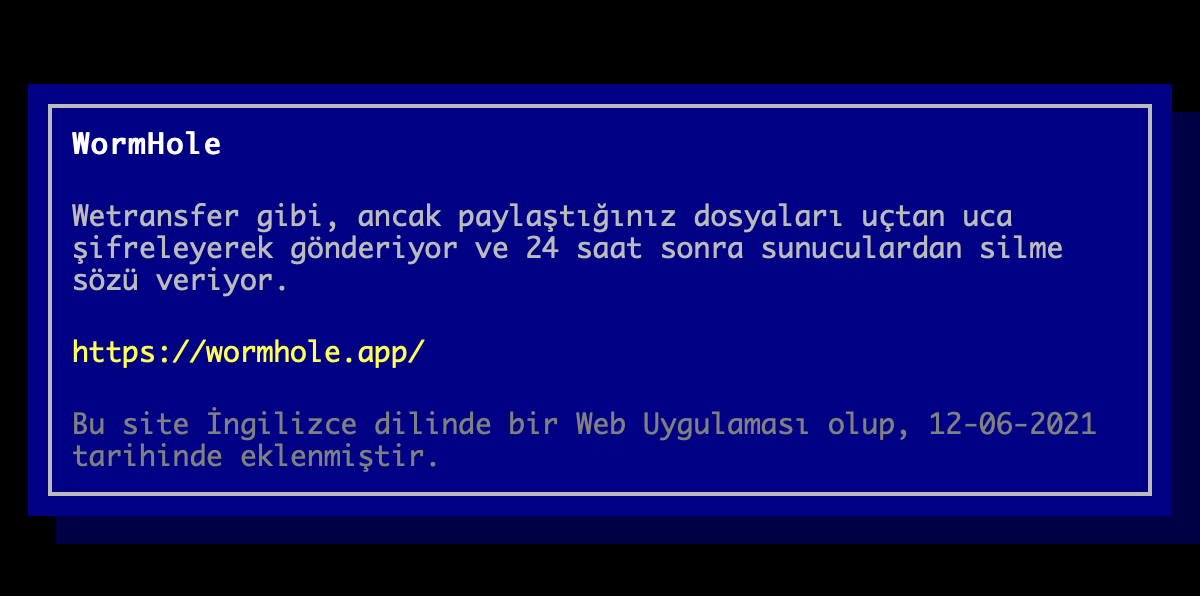 WormHole
Wetransfer gibi, ancak paylaştığınız dosyaları uçtan uca
şifreleyerek gönderiyor ve 24 saat sonra sunuculardan silme
sözü veriyor.
https://wormhole.app/
Bu site İngilizce dilinde bir Web Uygulaması olup, 12-06-2021
tarihinde eklenmiştir.